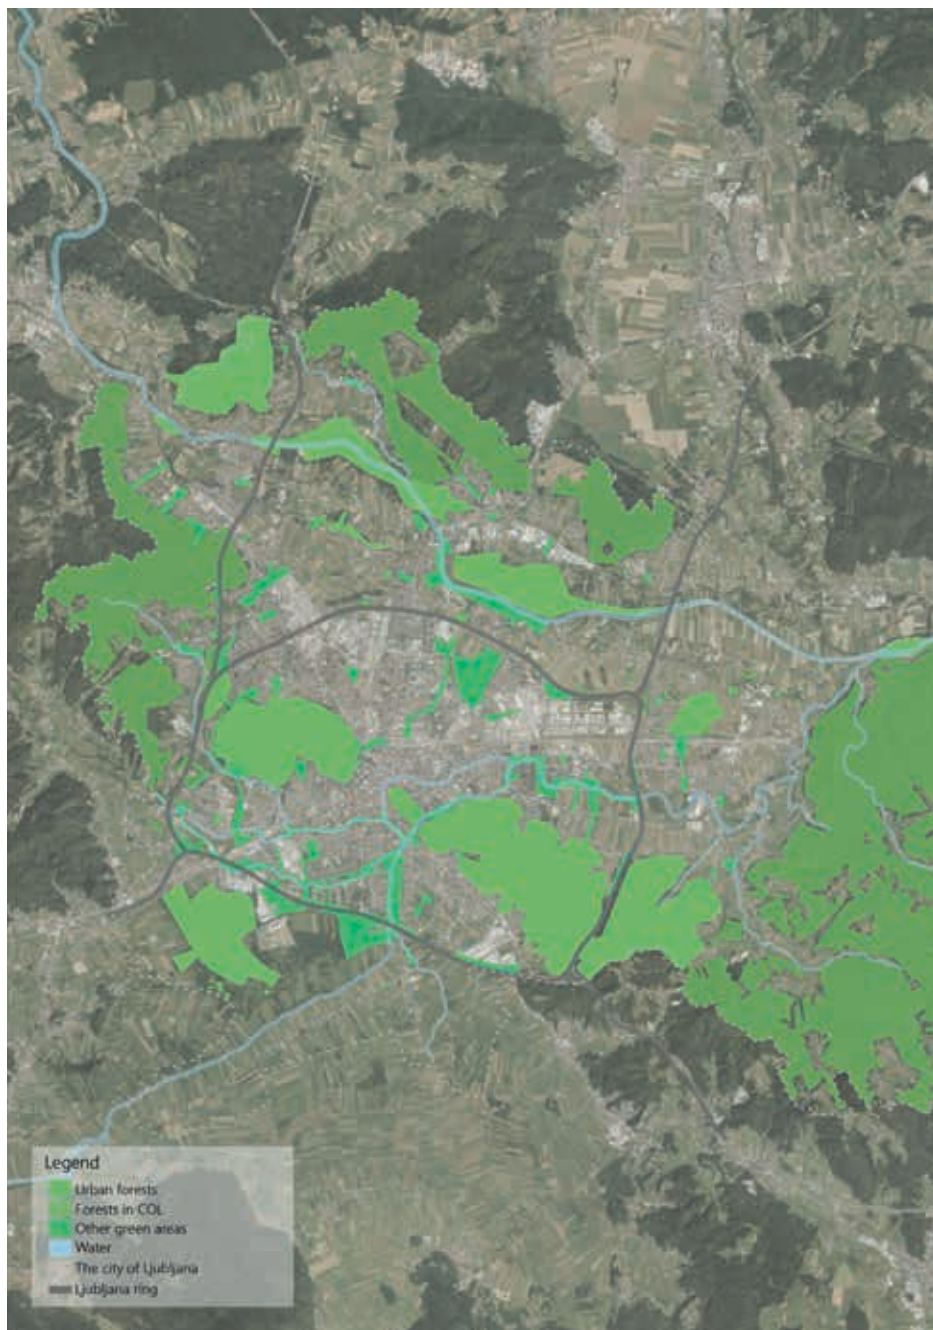 Legend
Urban forests
Forests in COL
Other green areas
Water
The city of Ljubljana
Ljubljana ring